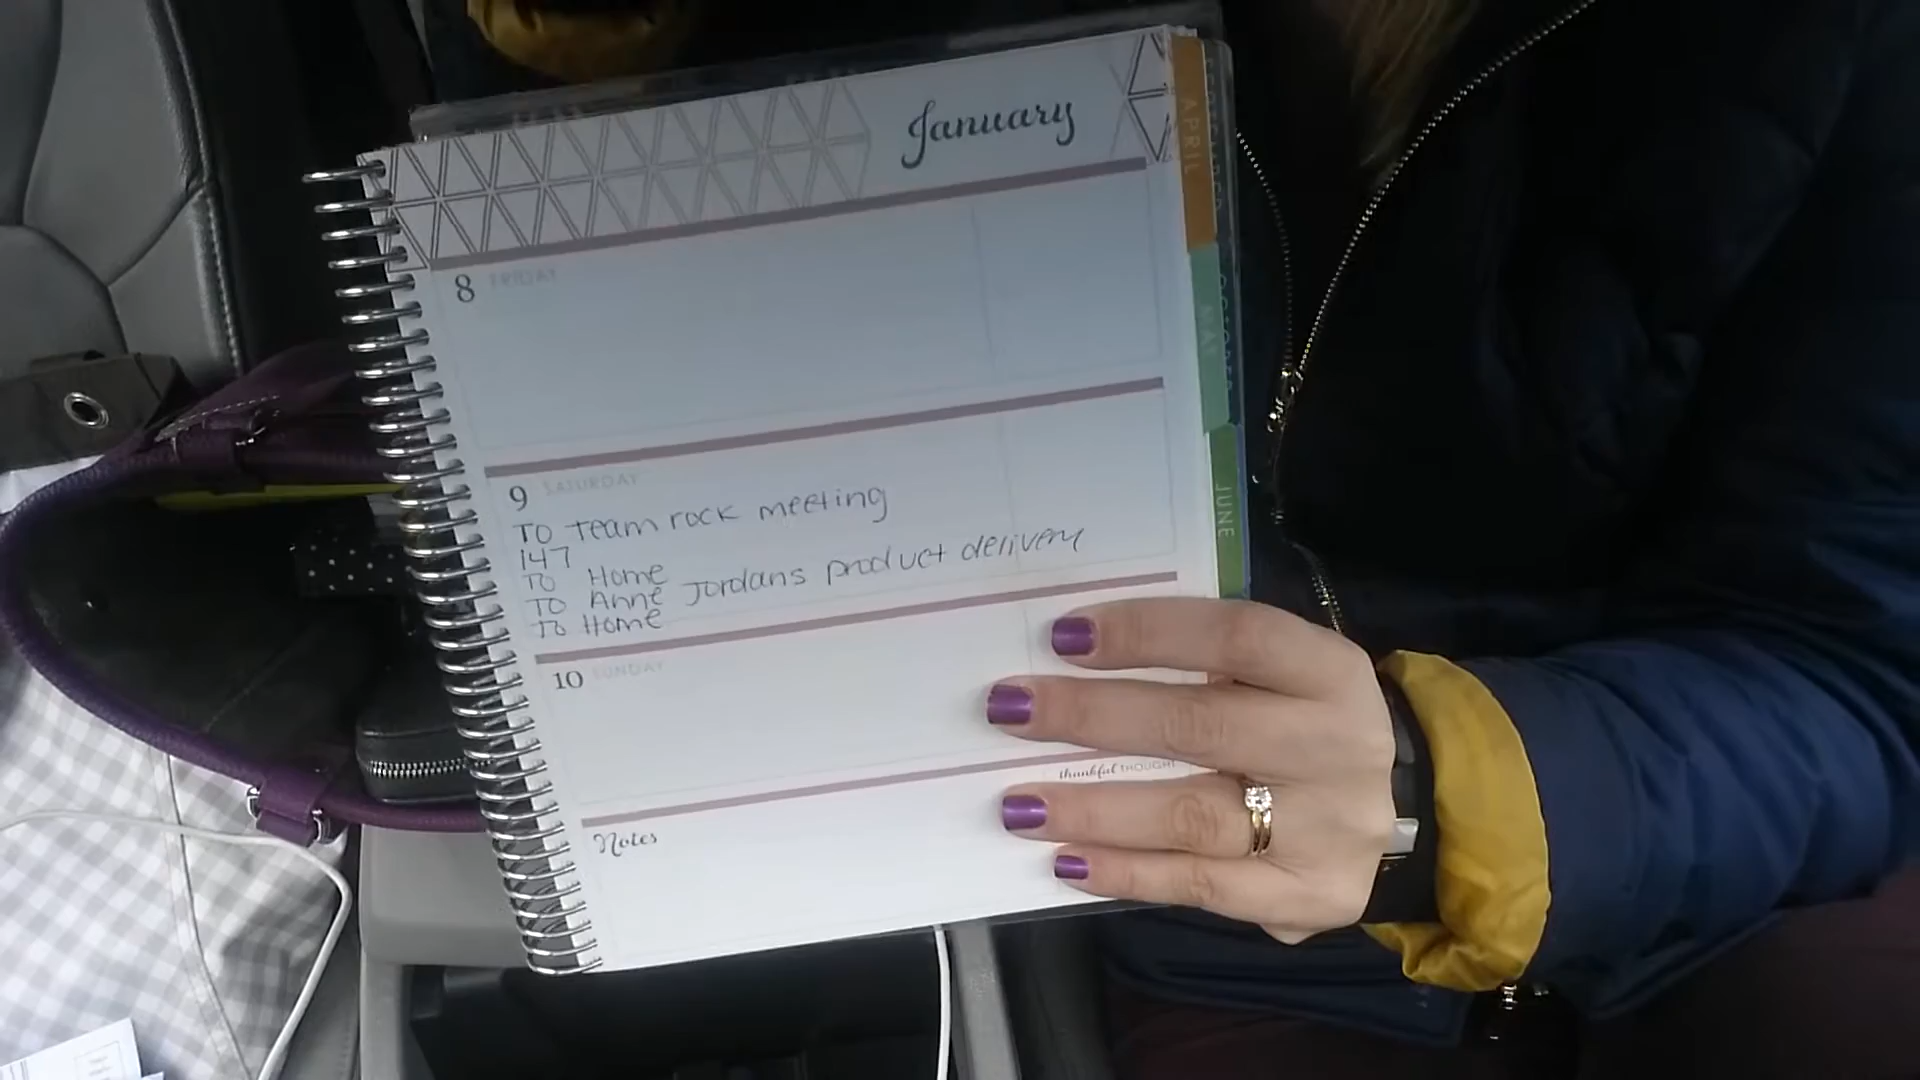 January
8 FRIDAY
9 SATURDAY
TO Team rock meeting
147
TO Home
TO Anne Jordans product delivery
TO Home
10 SUNDAY
thankful THOUGHT
Notes
APRIL
MAY
JUNE
OCTOBER